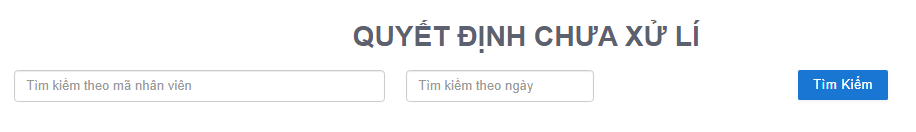 QUYẾT ĐỊNH CHƯA XỬ LÍ
Tìm kiếm theo mã nhân viên
Tìm kiếm theo ngày
Tìm Kiếm